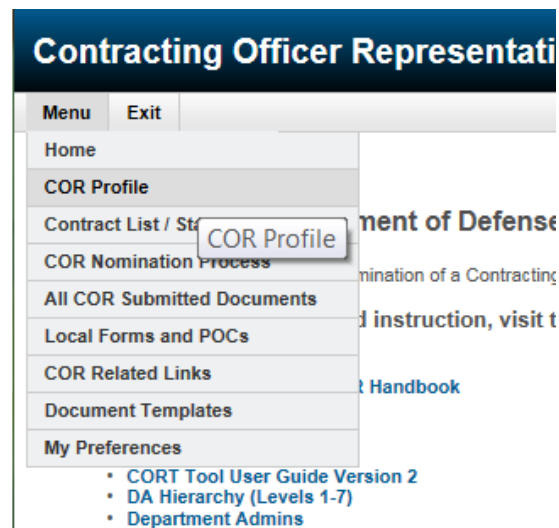 Contracting Officer Representati
Menu Exit
Home
COR Profile
Contract List / Sta
COR Profile
ment of Defense
COR Nomination Process
mination of a Contracting
All COR Submitted Documents
d instruction, visit t
Local Forms and POCs
COR Related Links
R Handbook
Document Templates
My Preferences
• CORT Tool User Guide Version 2
• DA Hierarchy (Levels 1-7)
• Department Admins